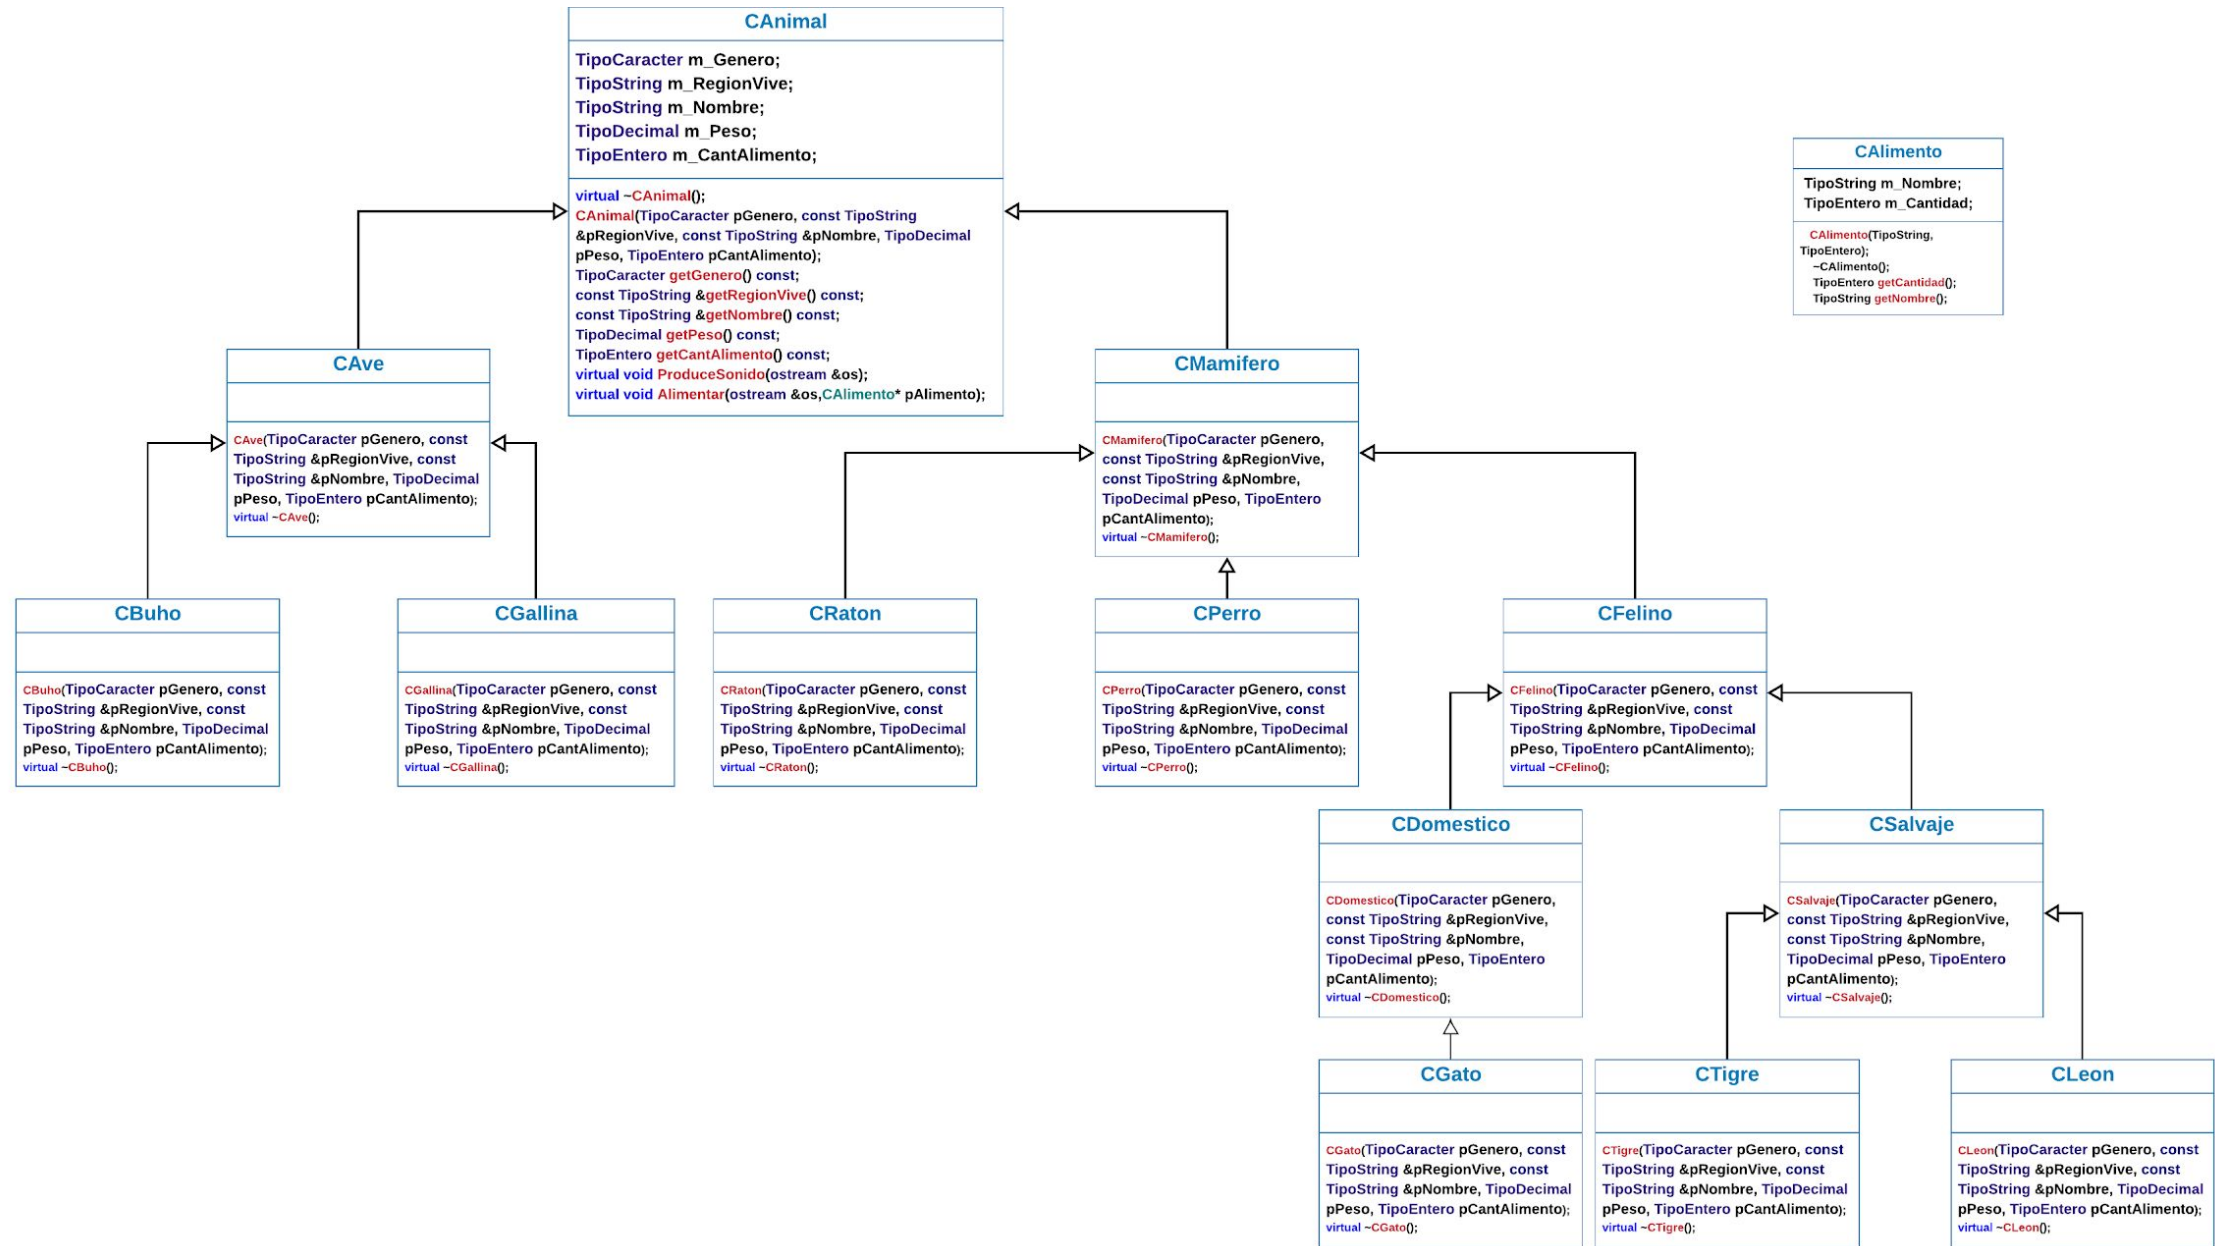 CAnimal
TipoCaracter m_Genero;
TipoString m_RegionVive;
TipoString m_Nombre;
TipoDecimal m_Peso;
TipoEntero m_CantAlimento;
virtual ~CAnimal();
CAnimal(TipoCaracter pGenero, const TipoString
&pRegionVive, const TipoString &pNombre, TipoDecimal
pPeso, TipoEntero pCantAlimento);
TipoCaracter getGenero() const;
const TipoString &getRegionVive() const;
const TipoString &getNombre() const;
TipoDecimal getPeso() const;
TipoEntero getCantAlimento() const;
virtual void ProduceSonido(ostream &os);
virtual void Alimentar(ostream &os,CAlimento* pAlimento);
CAlimento
TipoString m_Nombre;
TipoEntero m_Cantidad;
CAlimento(TipoString,
TipoEntero);
~CAlimento();
TipoEntero getCantidad();
TipoString getNombre();
CAve
CAve(TipoCaracter pGenero, const
TipoString &pRegionVive, const
TipoString &pNombre, TipoDecimal
pPeso, TipoEntero pCantAlimento);
virtual ~CAve();
CMamifero
CMamifero(TipoCaracter pGenero,
const TipoString &pRegionVive,
const TipoString &pNombre,
TipoDecimal pPeso, TipoEntero
pCantAlimento);
virtual ~CMamifero();
CBuho
CBuho(TipoCaracter pGenero, const
TipoString &pRegionVive, const
TipoString &pNombre, TipoDecimal
pPeso, TipoEntero pCantAlimento);
virtual ~CBuho();
CGallina
CGallina(TipoCaracter pGenero, const
TipoString &pRegionVive, const
TipoString &pNombre, TipoDecimal
pPeso, TipoEntero pCantAlimento);
virtual ~CGallina();
CRaton
CRaton(TipoCaracter pGenero, const
TipoString &pRegionVive, const
TipoString &pNombre, TipoDecimal
pPeso, TipoEntero pCantAlimento);
virtual ~CRaton();
CPerro
CPerro(TipoCaracter pGenero, const
TipoString &pRegionVive, const
TipoString &pNombre, TipoDecimal
pPeso, TipoEntero pCantAlimento);
virtual ~CPerro();
CFelino
CFelino(TipoCaracter pGenero, const
TipoString &pRegionVive, const
TipoString &pNombre, TipoDecimal
pPeso, TipoEntero pCantAlimento);
virtual ~CFelino();
CDomestico
CDomestico(TipoCaracter pGenero,
const TipoString &pRegionVive,
const TipoString &pNombre,
TipoDecimal pPeso, TipoEntero
pCantAlimento);
virtual ~CDomestico();
CSalvaje
CSalvaje(TipoCaracter pGenero,
const TipoString &pRegionVive,
const TipoString &pNombre,
TipoDecimal pPeso, TipoEntero
pCantAlimento);
virtual ~CSalvaje();
CGato
CGato(TipoCaracter pGenero, const
TipoString &pRegionVive, const
TipoString &pNombre, TipoDecimal
pPeso, TipoEntero pCantAlimento);
virtual ~CGato();
CTigre
CTigre(TipoCaracter pGenero, const
TipoString &pRegionVive, const
TipoString &pNombre, TipoDecimal
pPeso, TipoEntero pCantAlimento);
virtual ~CTigre();
CLeon
CLeon(TipoCaracter pGenero, const
TipoString &pRegionVive, const
TipoString &pNombre, TipoDecimal
pPeso, TipoEntero pCantAlimento);
virtual ~CLeon();